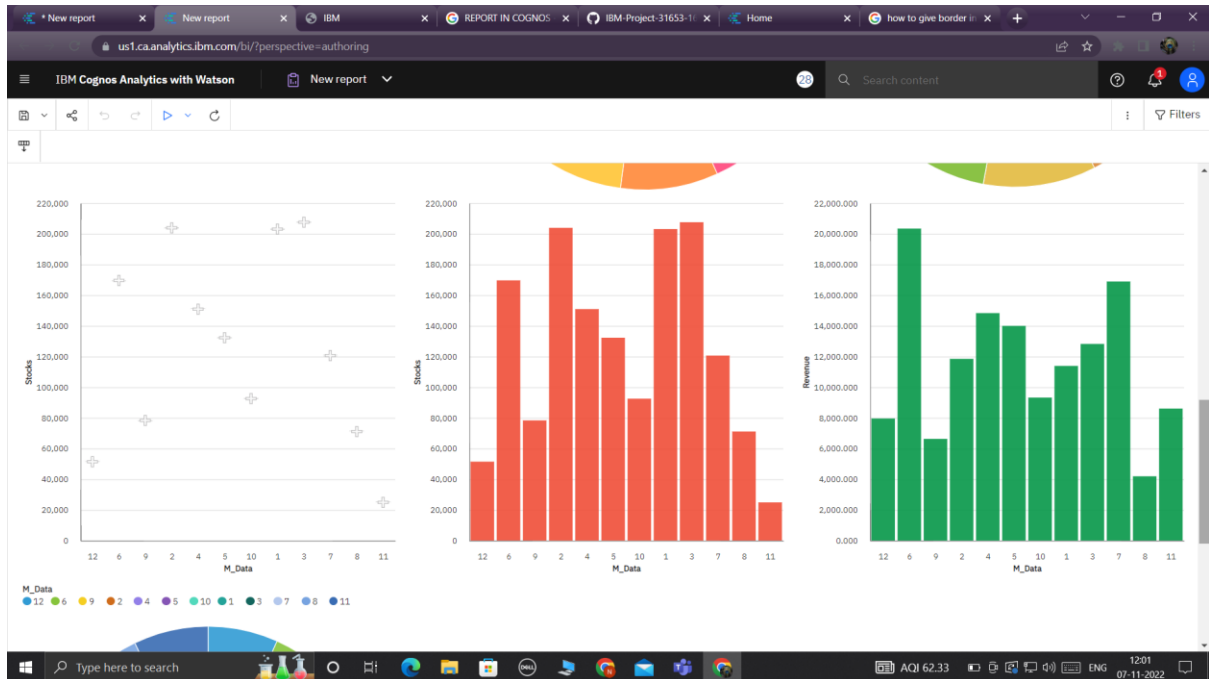 * New report
New report
IBM
REPORT IN COGNOS
IBM-Project-31653-16
Home
how to give border in
us1.ca.analytics.ibm.com/bi/?perspective=authoring
IBM Cognos Analytics with Watson
New report
28
Search content
1
Filters
220,000
200,000
180,000
160,000
140,000
120,000
100,000
80,000
60,000
40,000
20,000
0
Stocks
12 6 9 2 4 5 10 1 3 7 8 11
M_Data
220,000
200,000
180,000
160,000
140,000
120,000
100,000
80,000
60,000
40,000
20,000
0
Stocks
12 6 9 2 4 5 10 1 3 7 8 11
M_Data
22,000.000
20,000.000
18,000.000
16,000.000
14,000.000
12,000.000
10,000.000
8,000.000
6,000.000
4,000.000
2,000.000
0.000
Revenue
12 6 9 2 4 5 10 1 3 7 8 11
M_Data
M_Data
12 6 9 2 4 5 10 1 3 7 8 11
Type here to search
DELL
AQI 62.33
ENG
12:01
07-11-2022